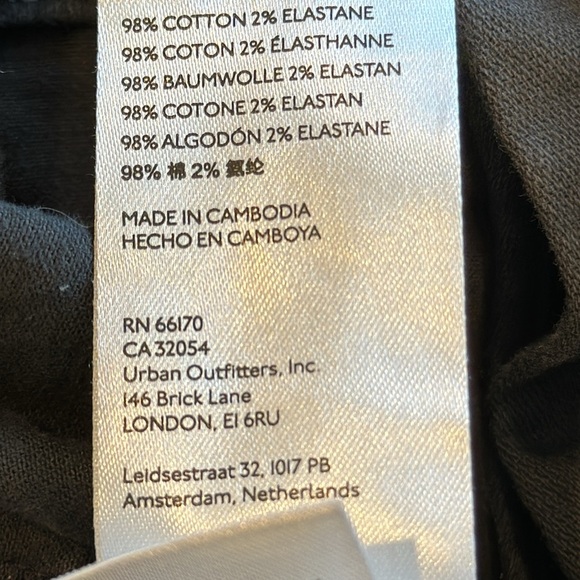 98% COTTON 2% ELASTANE
98% COTON 2% ÉLASTHANNE
98% BAUMWOLLE 2% ELASTAN
98% COTONE 2% ELASTAN
98% ALGODÓN 2% ELASTANE
98% 棉 2% 氨纶
MADE IN CAMBODIA
HECHO EN CAMBOYA
RN 66170
CA 32054
Urban Outfitters, Inc.
146 Brick Lane
LONDON, E1 6RU
Leidsestraat 32, 1017 PB
Amsterdam, Netherlands